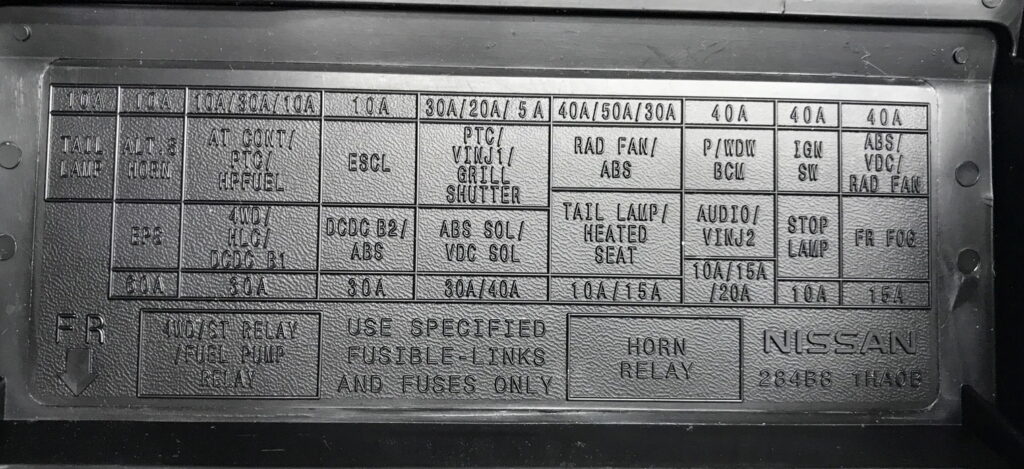 10A 10A 10A/30A/10A 10A 30A/20A/ 5A 40A/50A/30A 40A 40A 40A
TAIL
LAMP
ALT.S
HORN
AT CONT/
PTC/
HPFUEL
ESCL
PTC/
VINJ1/
GRILL
SHUTTER
RAD FAN/
ABS
P/WDW
BCM
IGN
SW
ABS/
VDC/
RAD FAN
EPS
4WD/
HLC/
DCDC B1
DCDC B2/
ABS
ABS SOL/
VDC SOL
TAIL LAMP/
HEATED
SEAT
AUDIO/
VINJ2
STOP
LAMP
FR FOG
60A 30A 30A 30A/40A 10A/15A
10A/15A
/20A
10A 15A
FR
4WD/ST RELAY
/FUEL PUMP
RELAY
USE SPECIFIED
FUSIBLE-LINKS
AND FUSES ONLY
HORN
RELAY
NISSAN
284B8 1HA0B